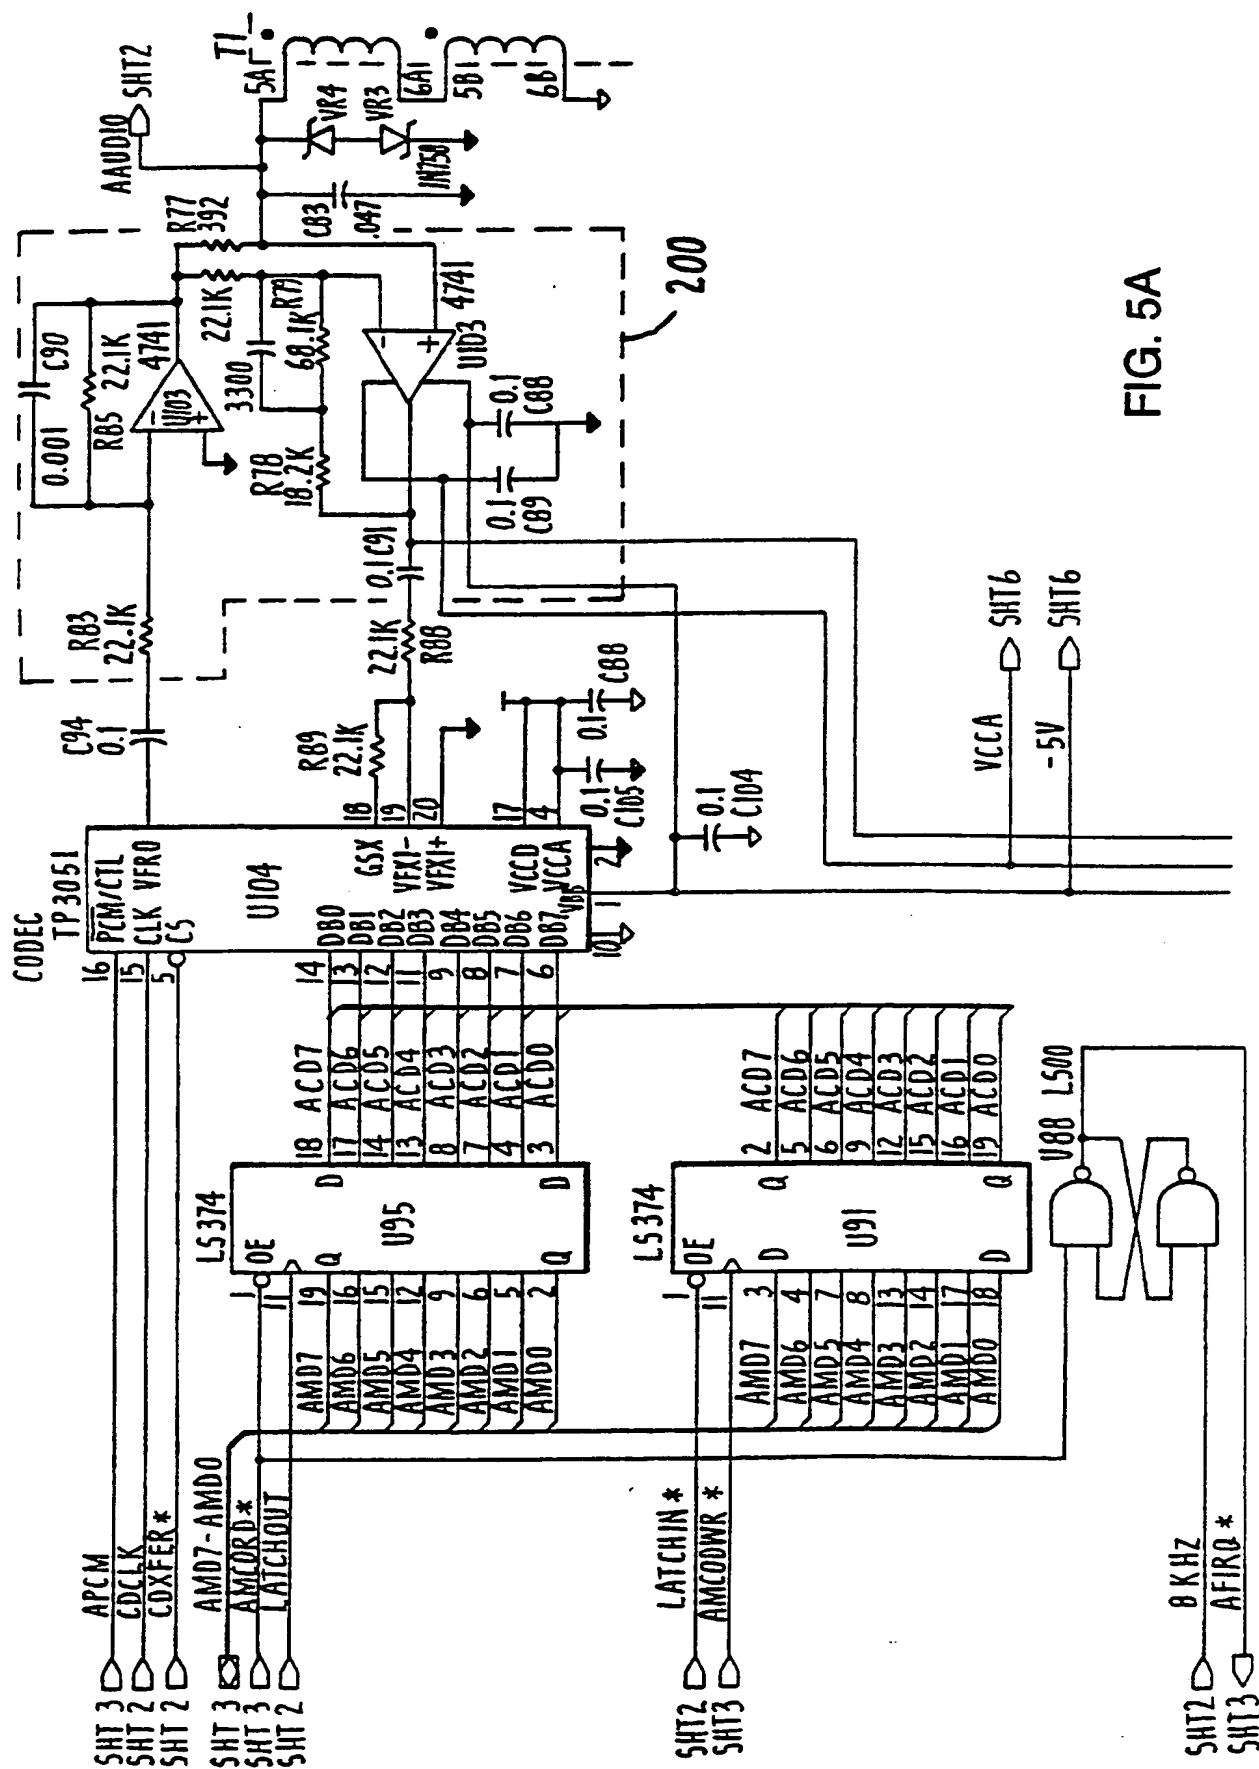 SHT 3
SHT 2
SHT 2
SHT 3
SHT 3
SHT 2
APCM
CDCLK
CDXFER*
AMD7-AMD0
AMCORD*
LATCHOUT
SHT2
SHT3
LATCHIN*
AMCODWR*
SHT2
SHT3
8 KHZ
AFIRQ*
CODEC
TP3051
16
15
5
PCM/CTL
CLK VFRO
CS
U104
GSX
VFXI-
VFXI+
VCCD
VCCA
VBB
DB0
DB1
DB2
DB3
DB4
DB5
DB6
DB7
14
13
12
11
9
8
7
6
18
19
20
17
4
2
1
10
ACD7
ACD6
ACD5
ACD4
ACD3
ACD2
ACD1
ACD0
18
17
14
13
8
7
4
3
LS374
U95
OE
D
D
Q
Q
1
11
19
16
15
12
9
6
5
2
AMD7
AMD6
AMD5
AMD4
AMD3
AMD2
AMD1
AMD0
ACD7
ACD6
ACD5
ACD4
ACD3
ACD2
ACD1
ACD0
2
5
6
9
12
15
16
19
LS374
U91
OE
Q
Q
D
D
1
11
3
4
7
8
13
14
17
18
AMD7
AMD6
AMD5
AMD4
AMD3
AMD2
AMD1
AMD0
U88 LS00
C94
0.1
R83
22.1K
0.001
C90
R85
22.1K
U103
-
+
4741
R77
392
22.1K
R79
3300
68.1K
R78
18.2K
U103
4741
-
+
0.1
C88
0.1
C89
0.1 C91
22.1K
R88
R89
22.1K
0.1
C88
0.1
C105
0.1
C104
AAUDIO
SHT2
T1
5A
6A
5B
6B
VR4
VR3
1N758
C83
.047
200
VCCA
SHT6
-5V
SHT6
FIG. 5A